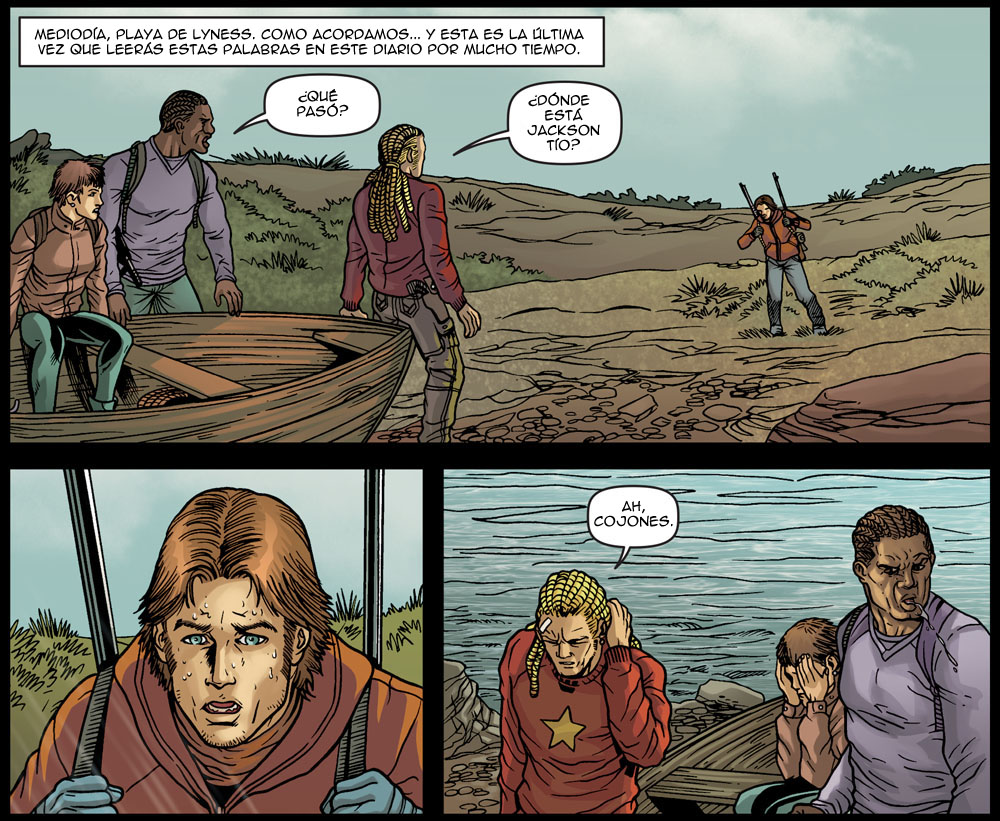 MEDIODÍA, PLAYA DE LYNESS. COMO ACORDAMOS... Y ESTA ES LA ÚLTIMA
VEZ QUE LEERÁS ESTAS PALABRAS EN ESTE DIARIO POR MUCHO TIEMPO.
¿QUÉ
PASÓ?
¿DÓNDE
ESTÁ
JACKSON
TÍO?
AH,
COJONES.